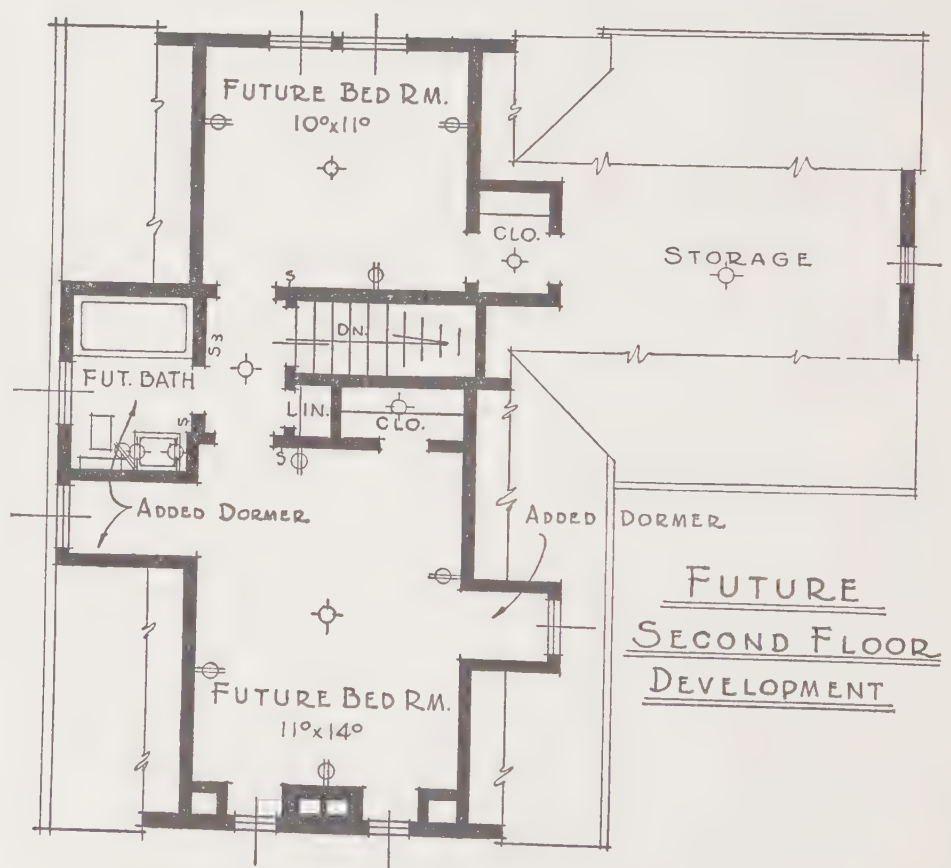 FUTURE BED RM.
10⁰x11⁰
CLO.
STORAGE
S
DN.
S3
FUT. BATH
LIN.
CLO.
S
S
ADDED DORMER
ADDED DORMER
FUTURE
SECOND FLOOR
DEVELOPMENT
FUTURE BED RM.
11⁰x14⁰